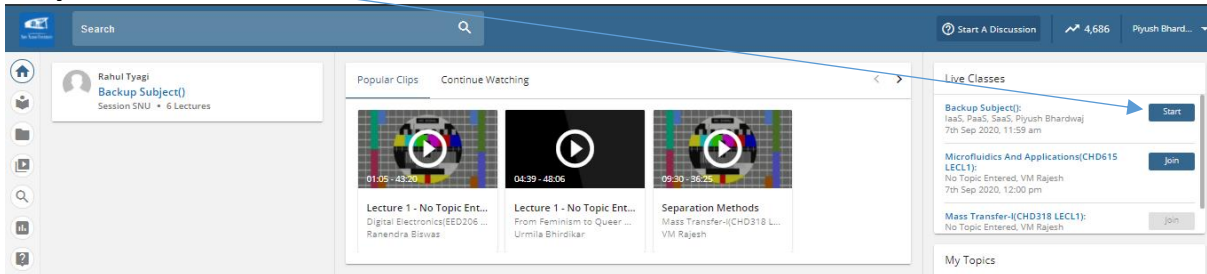 Search
Start A Discussion
4,686
Piyush Bhard...
Rahul Tyagi
Backup Subject()
Session SNU • 6 Lectures
Popular Clips Continue Watching
01:05 - 43:20
04:39 - 48:06
09:30 - 36:25
Lecture 1 - No Topic Ent...
Digital Electronics(EED206 ...
Ranendra Biswas
Lecture 1 - No Topic Ent...
From Feminism to Queer ...
Urmila Bhirdikar
Separation Methods
Mass Transfer-I(CHD318 L...
VM Rajesh
Live Classes
Backup Subject():
IaaS, PaaS, SaaS, Piyush Bhardwaj
7th Sep 2020, 11:59 am
Start
Microfluidics And Applications(CHD615
LECL1):
No Topic Entered, VM Rajesh
7th Sep 2020, 12:00 pm
Join
Mass Transfer-I(CHD318 LECL1):
No Topic Entered, VM Rajesh
Join
My Topics